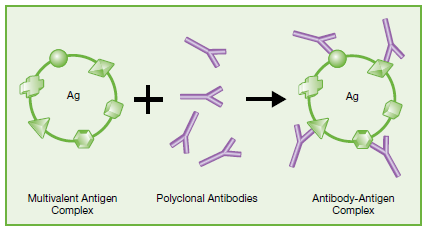 Ag
Ag
Multivalent Antigen
Complex
Polyclonal Antibodies
Antibody-Antigen
Complex